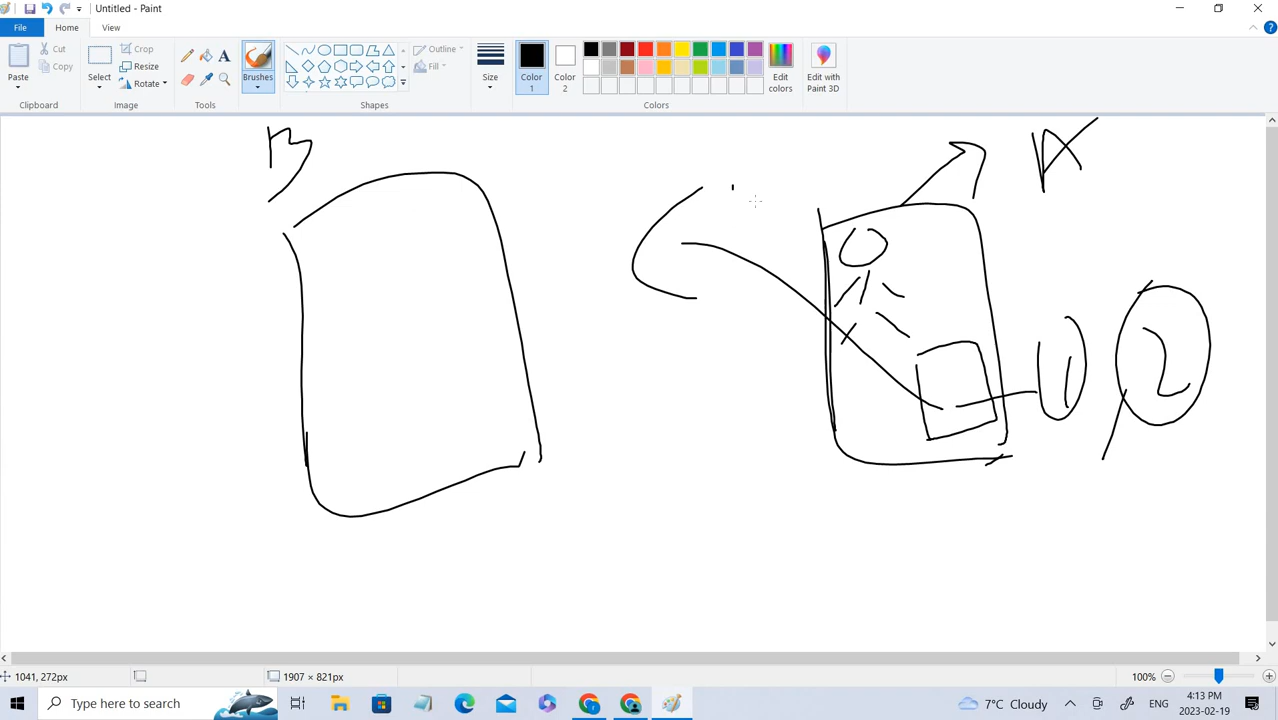 Untitled - Paint
File
Home
View
Paste
Cut
Copy
Clipboard
Select
Crop
Resize
Rotate
Image
A
Tools
Brushes
Outline
Fill
Shapes
Size
Color
1
Color
2
Edit
colors
Edit with
Paint 3D
Colors
B
A
1
2
1041, 272px
1907 × 821px
100%
Type here to search
7°C Cloudy
ENG
4:13 PM
2023-02-19